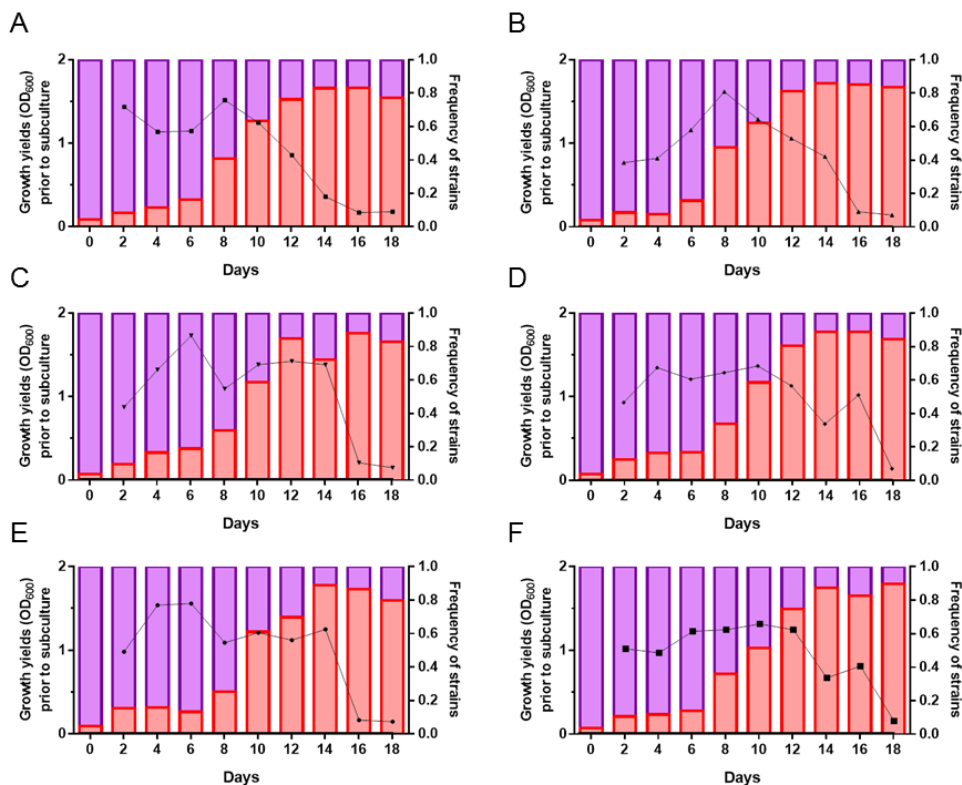 A
Growth yields (OD600)
prior to subculture
2
1
0
1.0
0.8
0.6
0.4
0.2
0.0
Frequency of strains
0 2 4 6 8 10 12 14 16 18
Days
B
Growth yields (OD600)
prior to subculture
2
1
0
1.0
0.8
0.6
0.4
0.2
0.0
Frequency of strains
0 2 4 6 8 10 12 14 16 18
Days
C
Growth yields (OD600)
prior to subculture
2
1
0
1.0
0.8
0.6
0.4
0.2
0.0
Frequency of strains
0 2 4 6 8 10 12 14 16 18
Days
D
Growth yields (OD600)
prior to subculture
2
1
0
1.0
0.8
0.6
0.4
0.2
0.0
Frequency of strains
0 2 4 6 8 10 12 14 16 18
Days
E
Growth yields (OD600)
prior to subculture
2
1
0
1.0
0.8
0.6
0.4
0.2
0.0
Frequency of strains
0 2 4 6 8 10 12 14 16 18
Days
F
Growth yields (OD600)
prior to subculture
2
1
0
1.0
0.8
0.6
0.4
0.2
0.0
Frequency of strains
0 2 4 6 8 10 12 14 16 18
Days